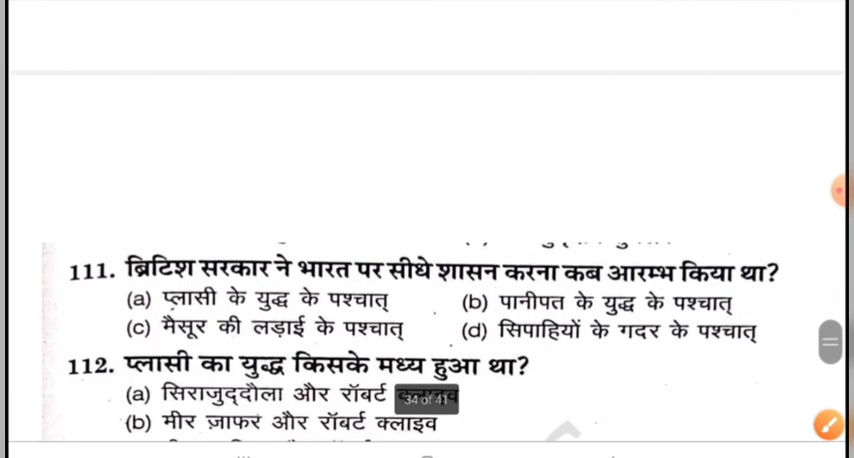 111. ब्रिटिश सरकार ने भारत पर सीधे शासन करना कब आरम्भ किया था?
(a) प्लासी के युद्ध के पश्चात् (b) पानीपत के युद्ध के पश्चात्
(c) मैसूर की लड़ाई के पश्चात् (d) सिपाहियों के गदर के पश्चात्
112. प्लासी का युद्ध किसके मध्य हुआ था?
(a) सिराजुद्दौला और रॉबर्ट
34 of 41
(b) मीर ज़ाफर और रॉबर्ट क्लाइव